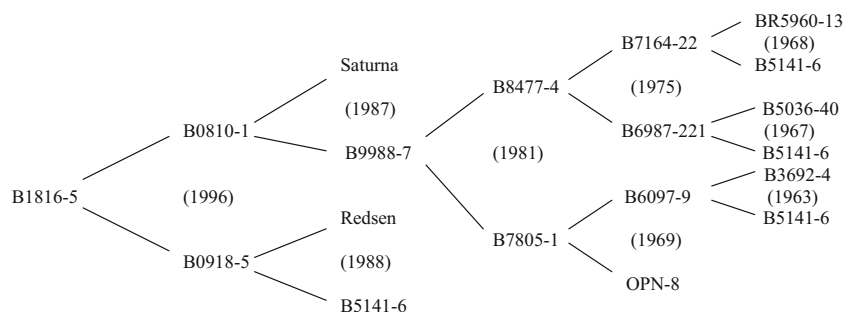 BR5960-13
B7164-22
(1968)
Saturna
B5141-6
B8477-4
(1975)
(1987)
B5036-40
B0810-1
B6987-221
(1967)
B9988-7
(1981)
B5141-6
B3692-4
B1816-5
(1996)
B6097-9
(1963)
Redsen
B5141-6
B7805-1
(1969)
B0918-5
(1988)
OPN-8
B5141-6